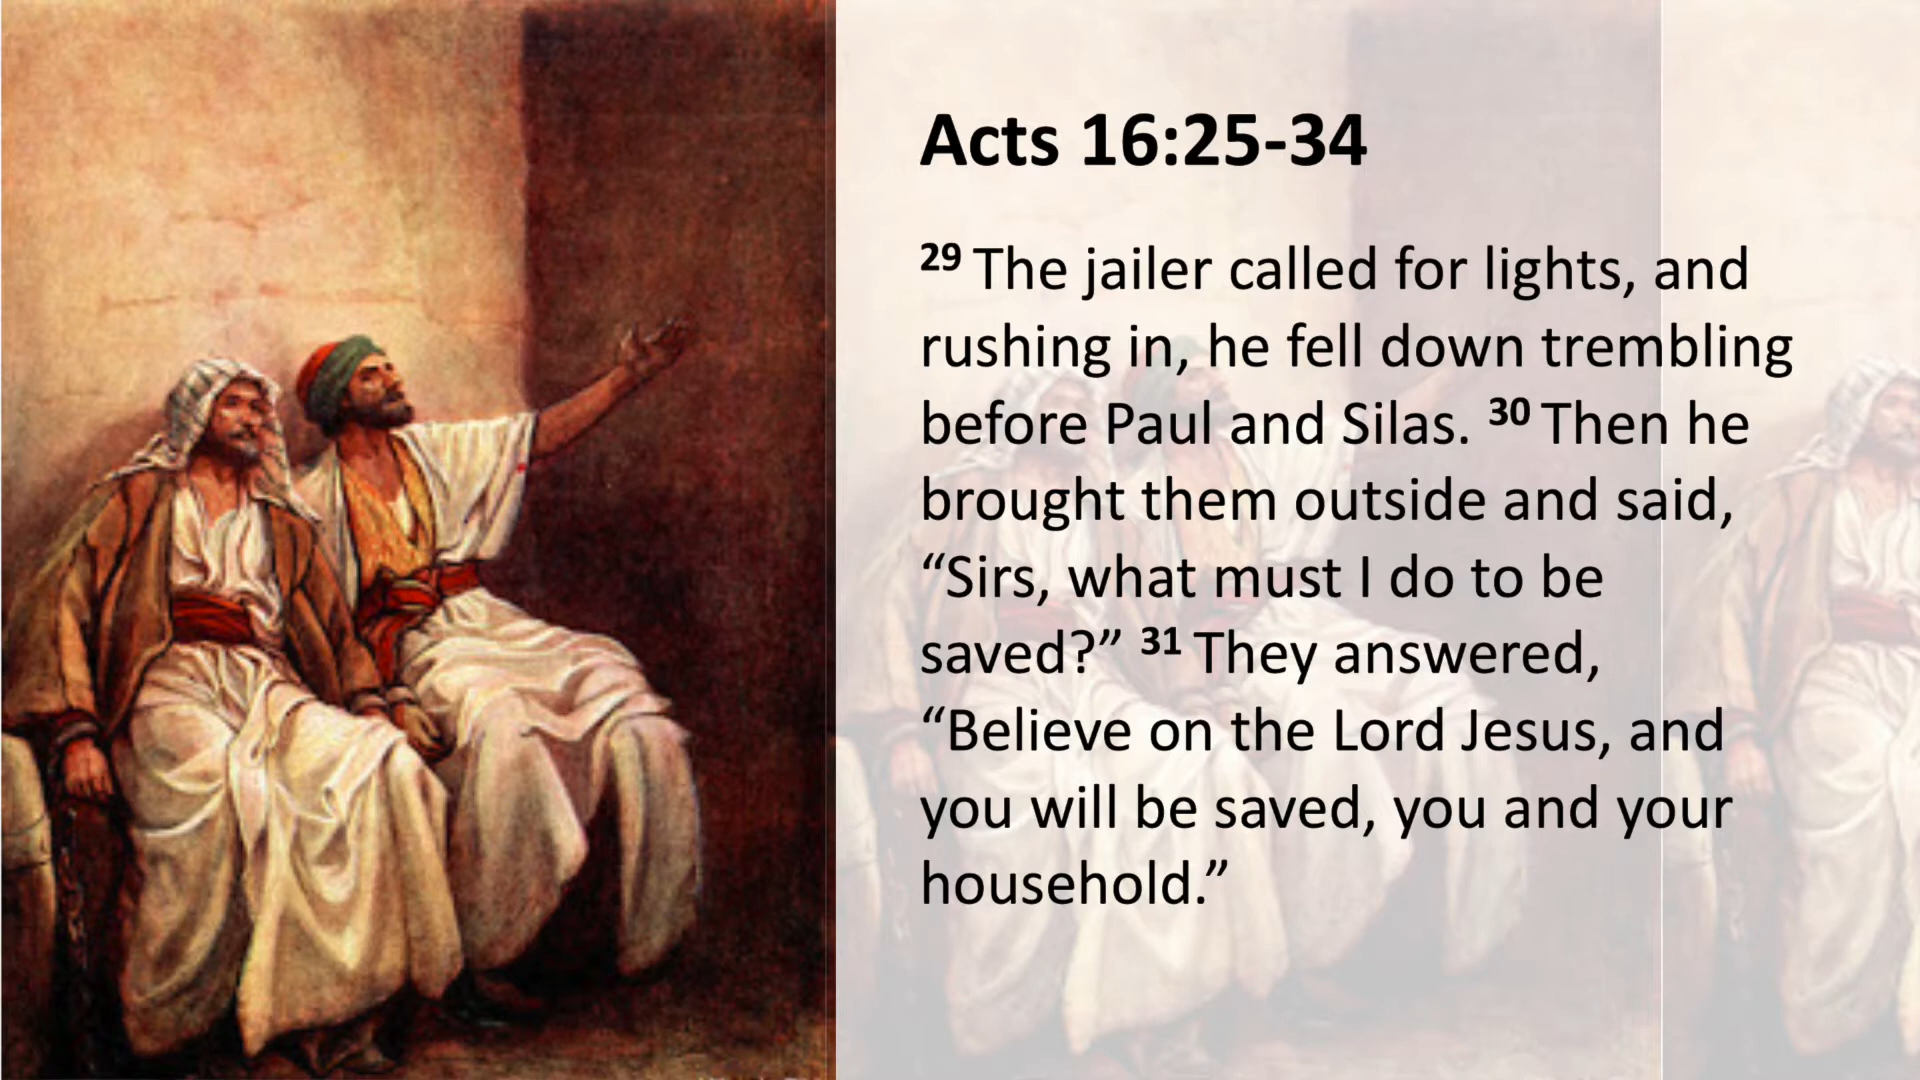 Acts 16:25-34
29 The jailer called for lights, and
rushing in, he fell down trembling
before Paul and Silas. 30 Then he
brought them outside and said,
“Sirs, what must I do to be
saved?” 31 They answered,
“Believe on the Lord Jesus, and
you will be saved, you and your
household.”